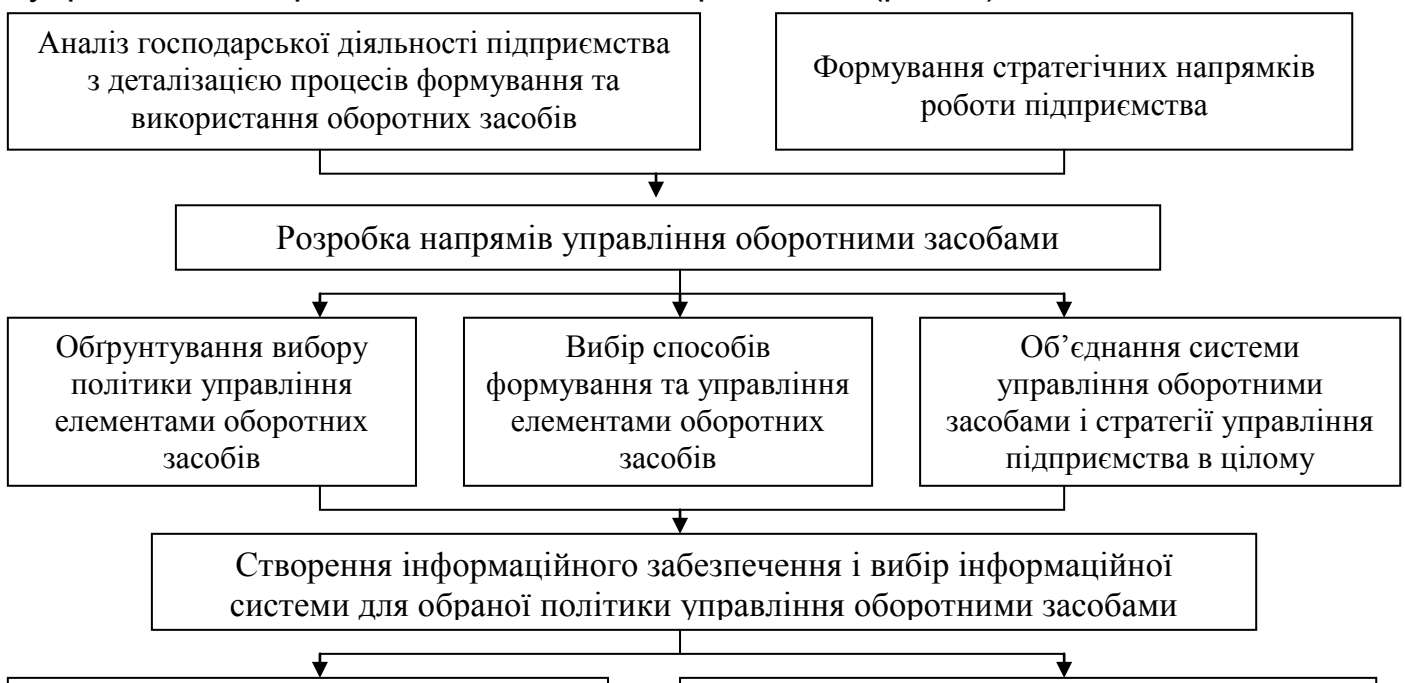 Аналіз господарської діяльності підприємства
з деталізацією процесів формування та
використання оборотних засобів
Формування стратегічних напрямків
роботи підприємства
Розробка напрямів управління оборотними засобами
Обґрунтування вибору
політики управління
елементами оборотних
засобів
Вибір способів
формування та управління
елементами оборотних
засобів
Об’єднання системи
управління оборотними
засобами і стратегії управління
підприємства в цілому
Створення інформаційного забезпечення і вибір інформаційної
системи для обраної політики управління оборотними засобами